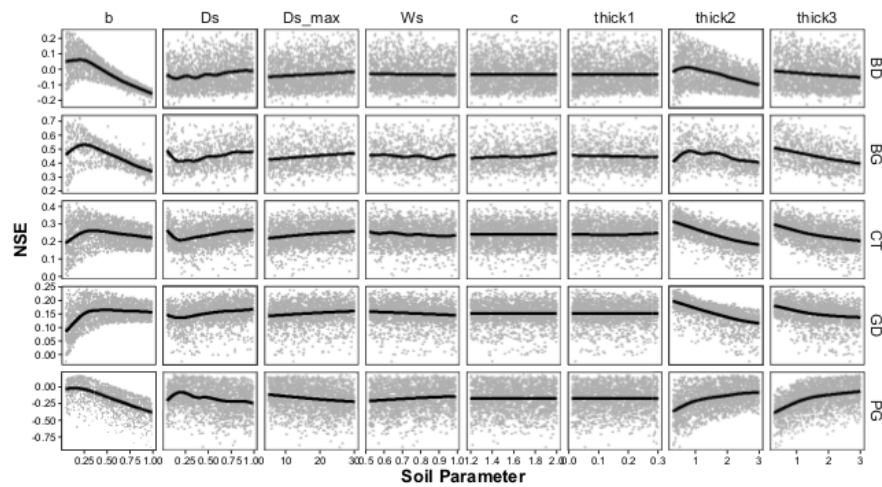 b Ds Ds_max Ws c thick1 thick2 thick3
0.2
0.1
0.0
-0.1
-0.2
BD
0.7
0.6
0.5
0.4
0.3
0.2
BG
0.4
0.3
0.2
0.1
0.0
CT
0.25
0.20
0.15
0.10
0.05
0.00
GD
0.00
-0.25
-0.50
-0.75
PG
NSE
0.25 0.50 0.75 1.00 0.25 0.50 0.75 1.00 10 20 30 0.5 0.6 0.7 0.8 0.9 1.0 1.2 1.4 1.6 1.8 2.0 0.0 0.1 0.2 0.3 1 2 3 1 2 3
Soil Parameter